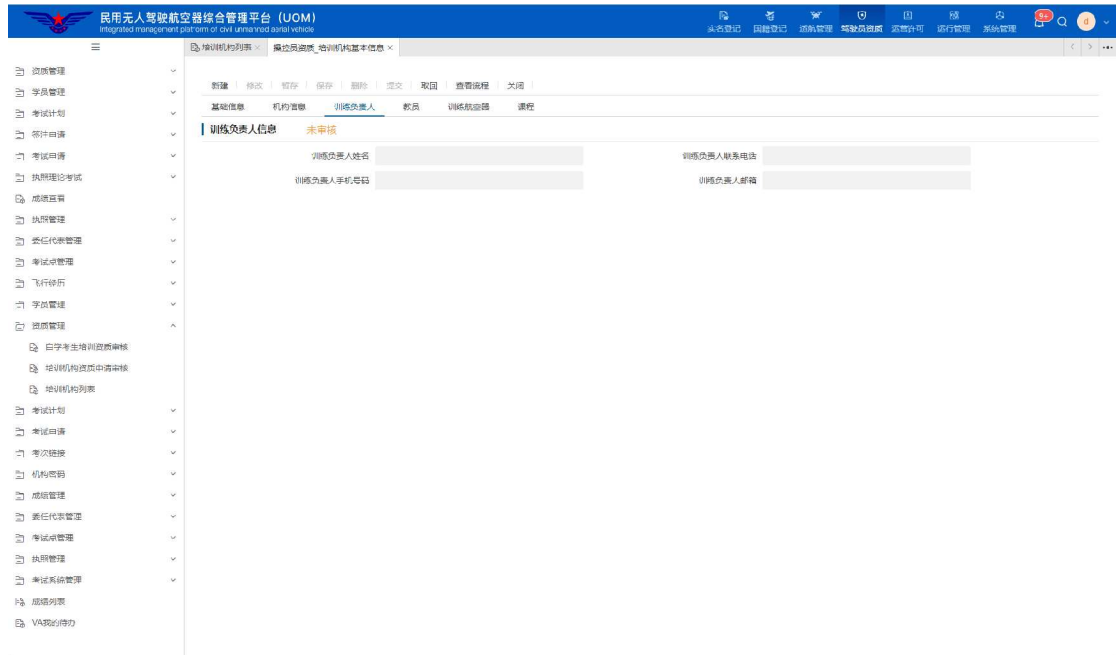 民用无人驾驶航空器综合管理平台（UOM）
Integrated management platform of civil unmanned aerial vehicle
实名登记 国籍登记 适航管理 驾驶员资质 运营许可 运行管理 系统管理 9+ d
培训机构列表 × 操控员资质_培训机构基本信息 ×
资质管理
学员管理
考试计划
签注申请
考试申请
执照理论考试
成绩查看
执照管理
委任代表管理
考试点管理
飞行经历
学员管理
资质管理
自学考生培训资质审核
培训机构资质申请审核
培训机构列表
考试计划
考试申请
考次链接
机构密码
成绩管理
委任代表管理
考试点管理
执照管理
考试系统管理
成绩列表
VA我的待办
新建 修改 暂存 保存 删除 提交 取回 查看流程 关闭
基础信息 机构信息 训练负责人 教员 训练航空器 课程
训练负责人信息 未审核
训练负责人姓名 训练负责人联系电话
训练负责人手机号码 训练负责人邮箱